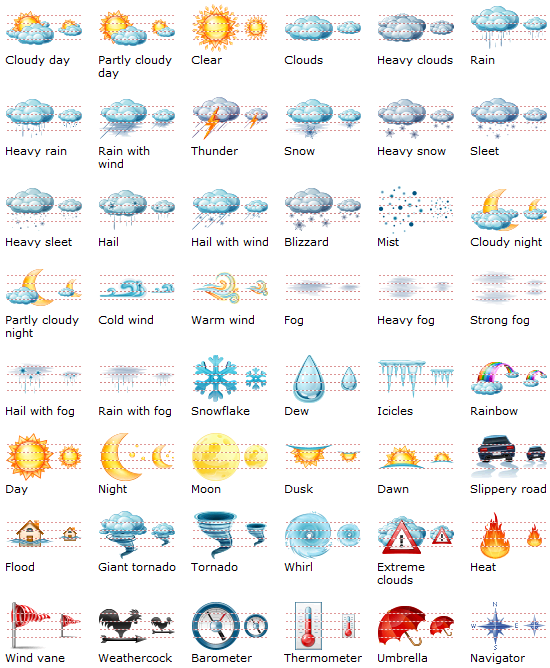 Cloudy day
Partly cloudy
day
Clear
Clouds
Heavy clouds
Rain
Heavy rain
Rain with
wind
Thunder
Snow
Heavy snow
Sleet
Heavy sleet
Hail
Hail with wind
Blizzard
Mist
Cloudy night
Partly cloudy
night
Cold wind
Warm wind
Fog
Heavy fog
Strong fog
Hail with fog
Rain with fog
Snowflake
Dew
Icicles
Rainbow
Day
Night
Moon
Dusk
Dawn
Slippery road
Flood
Giant tornado
Tornado
Whirl
Extreme
clouds
Heat
N
W E
S
Wind vane
Weathercock
Barometer
Thermometer
Umbrella
Navigator